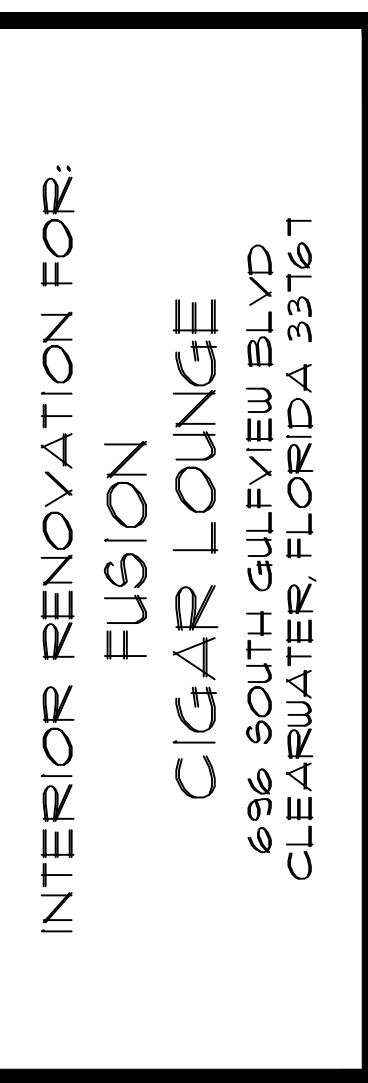 INTERIOR RENOVATION FOR:
FUSION
CIGAR LOUNGE
696 SOUTH GULFVIEW BLVD
CLEARWATER, FLORIDA 33767